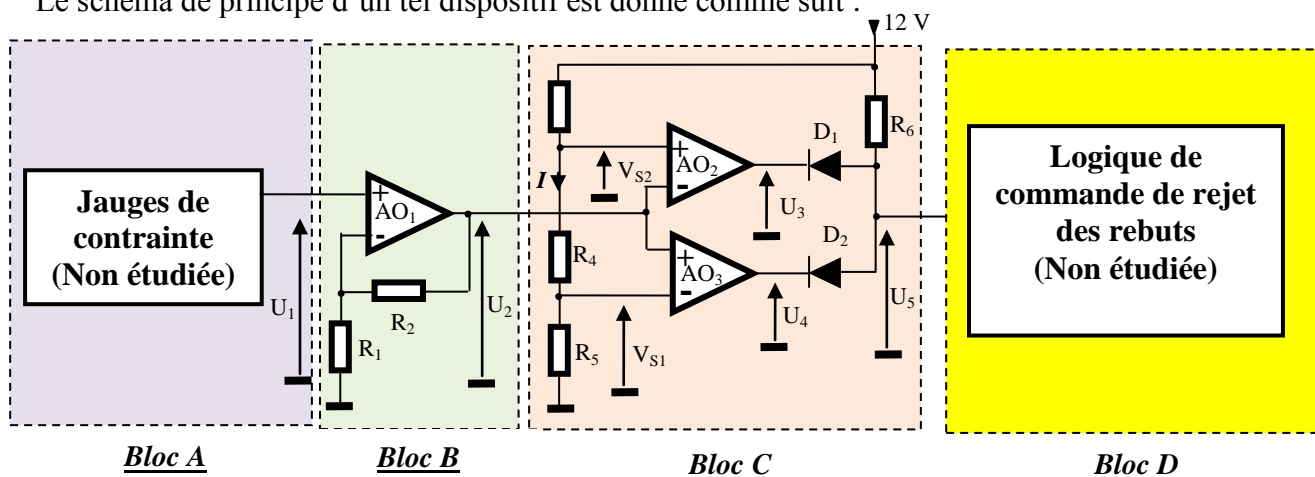 Le schéma de principe d'un tel dispositif est donné comme suit :
12 V
Jauges de
contrainte
(Non étudiée)
U1
+
-
AO1
R1
R2
U2
I
R4
R5
VS2
VS1
+
-
AO2
+
-
AO3
U3
U4
D1
D2
R6
U5
Logique de
commande de rejet
des rebuts
(Non étudiée)
Bloc A
Bloc B
Bloc C
Bloc D